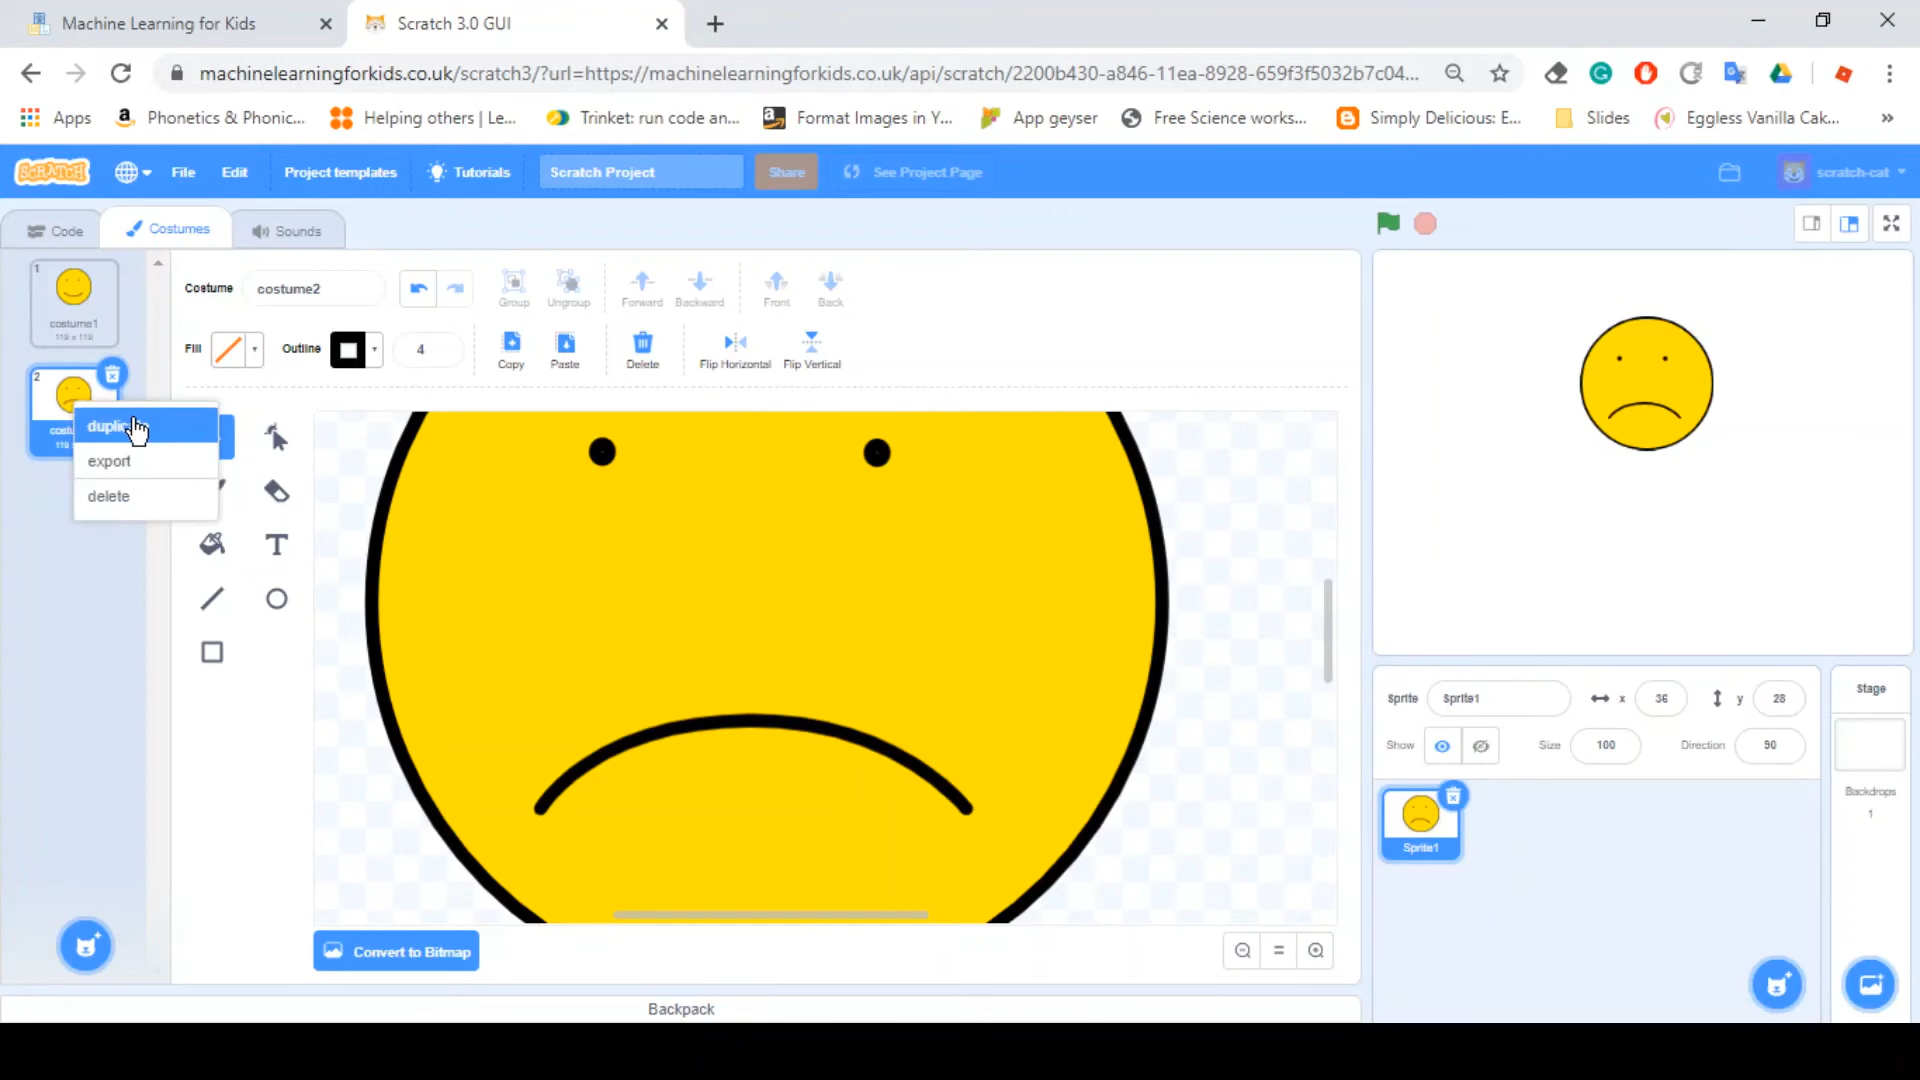 Machine Learning for Kids
Scratch 3.0 GUI
machinelearningforkids.co.uk/scratch3/?url=https://machinelearningforkids.co.uk/api/scratch/2200b430-a846-11ea-8928-659f3f5032b7c04...
Apps
Phonetics & Phonic...
Helping others | Le...
Trinket: run code an...
Format Images in Y...
App geyser
Free Science works...
Simply Delicious: E...
Slides
Eggless Vanilla Cak...
SCRATCH
File
Edit
Project templates
Tutorials
Scratch Project
Share
See Project Page
scratch-cat
Code
Costumes
Sounds
1
costume1
119 x 119
2
export
delete
Costume
costume2
Group
Ungroup
Forward
Backward
Front
Back
Fill
Outline
4
Copy
Paste
Delete
Flip Horizontal
Flip Vertical
T
Convert to Bitmap
Backpack
Sprite
Sprite1
x
36
y
28
Show
Size
100
Direction
90
Sprite1
Stage
Backdrops
1